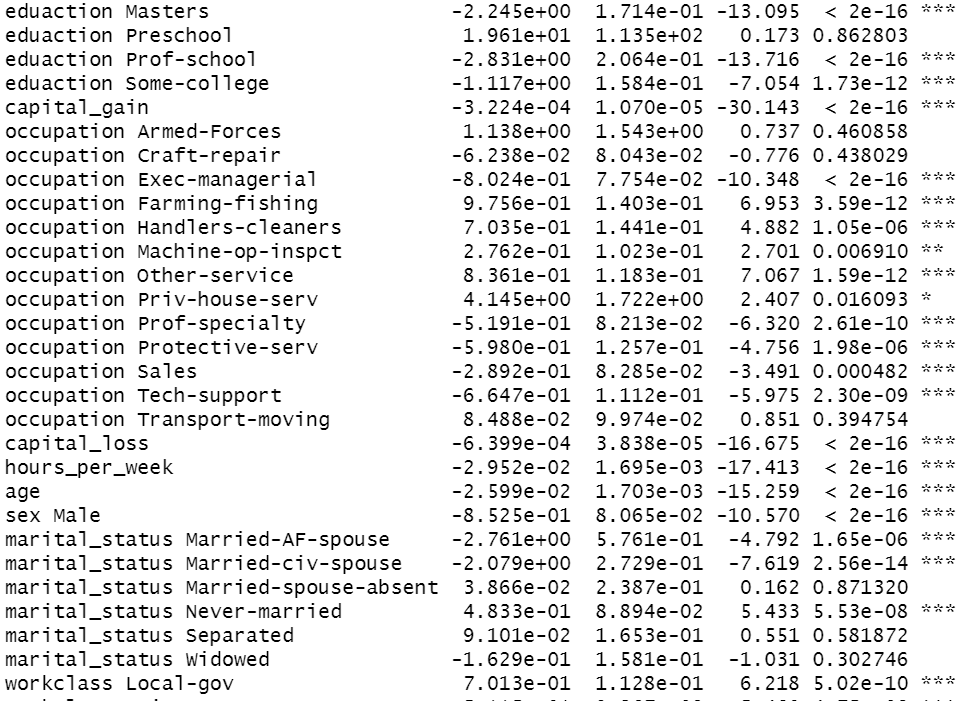 eduaction Masters -2.245e+00 1.714e-01 -13.095 < 2e-16 ***
eduaction Preschool 1.961e+01 1.135e+02 0.173 0.862803
eduaction Prof-school -2.831e+00 2.064e-01 -13.716 < 2e-16 ***
eduaction Some-college -1.117e+00 1.584e-01 -7.054 1.73e-12 ***
capital_gain -3.224e-04 1.070e-05 -30.143 < 2e-16 ***
occupation Armed-Forces 1.138e+00 1.543e+00 0.737 0.460858
occupation Craft-repair -6.238e-02 8.043e-02 -0.776 0.438029
occupation Exec-managerial -8.024e-01 7.754e-02 -10.348 < 2e-16 ***
occupation Farming-fishing 9.756e-01 1.403e-01 6.953 3.59e-12 ***
occupation Handlers-cleaners 7.035e-01 1.441e-01 4.882 1.05e-06 ***
occupation Machine-op-inspct 2.762e-01 1.023e-01 2.701 0.006910 **
occupation Other-service 8.361e-01 1.183e-01 7.067 1.59e-12 ***
occupation Priv-house-serv 4.145e+00 1.722e+00 2.407 0.016093 *
occupation Prof-specialty -5.191e-01 8.213e-02 -6.320 2.61e-10 ***
occupation Protective-serv -5.980e-01 1.257e-01 -4.756 1.98e-06 ***
occupation Sales -2.892e-01 8.285e-02 -3.491 0.000482 ***
occupation Tech-support -6.647e-01 1.112e-01 -5.975 2.30e-09 ***
occupation Transport-moving 8.488e-02 9.974e-02 0.851 0.394754
capital_loss -6.399e-04 3.838e-05 -16.675 < 2e-16 ***
hours_per_week -2.952e-02 1.695e-03 -17.413 < 2e-16 ***
age -2.599e-02 1.703e-03 -15.259 < 2e-16 ***
sex Male -8.525e-01 8.065e-02 -10.570 < 2e-16 ***
marital_status Married-AF-spouse -2.761e+00 5.761e-01 -4.792 1.65e-06 ***
marital_status Married-civ-spouse -2.079e+00 2.729e-01 -7.619 2.56e-14 ***
marital_status Married-spouse-absent 3.866e-02 2.387e-01 0.162 0.871320
marital_status Never-married 4.833e-01 8.894e-02 5.433 5.53e-08 ***
marital_status Separated 9.101e-02 1.653e-01 0.551 0.581872
marital_status Widowed -1.629e-01 1.581e-01 -1.031 0.302746
workclass Local-gov 7.013e-01 1.128e-01 6.218 5.02e-10 ***